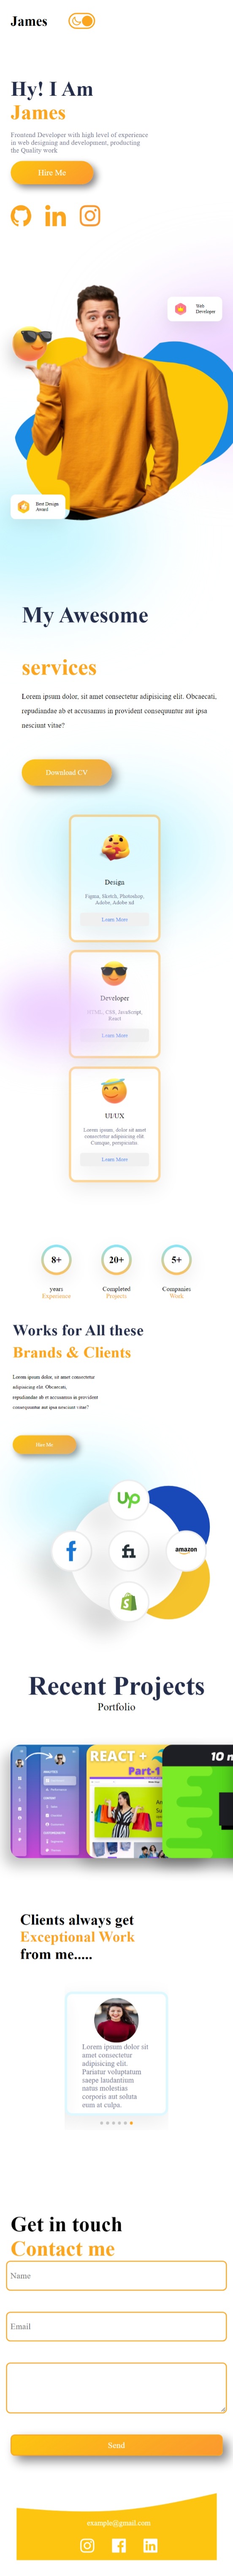 James
Hy! I Am
James
Frontend Developer with high level of experience
in web designing and development, producting
the Quality work
Hire Me
Web
Developer
Best Design
Award
My Awesome
services
Lorem ipsum dolor, sit amet consectetur adipisicing elit. Obcaecati,
repudiandae ab et accusamus in provident consequuntur aut ipsa
nesciunt vitae?
Download CV
Design
Figma, Sketch, Photoshop,
Adobe, Adobe xd
Learn More
Developer
HTML, CSS, JavaScript,
React
Learn More
UI/UX
Lorem ipsum, dolor sit amet
consectetur adipisicing elit.
Cumque, perspiciatis.
Learn More
8+
20+
5+
years
Experience
Completed
Projects
Companies
Work
Works for All these
Brands & Clients
Lorem ipsum dolor, sit amet consectetur
adipisicing elit. Obcaecati,
repudiandae ab et accusamus in provident
consequuntur aut ipsa nesciunt vitae?
Hire Me
Up
f
fi
amazon
Recent Projects
Portfolio
REACT +
Part-1
10 m
Clients always get
Exceptional Work
from me.....
Lorem ipsum dolor sit
amet consectetur
adipisicing elit.
Pariatur voluptatum
saepe laudantium
natus molestias
corporis aut soluta
eum at culpa.
Get in touch
Contact me
Name
Email
Send
example@gmail.com